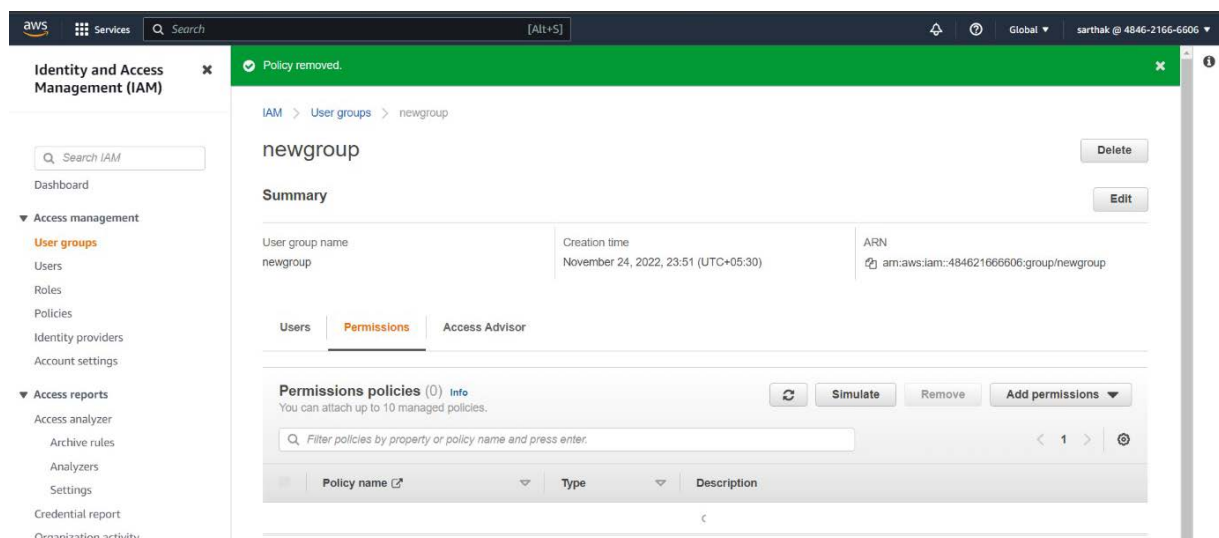 aws Services Search [Alt+S] Global sarthak @ 4846-2166-6606
Identity and Access
Management (IAM)
Search IAM
Dashboard
Access management
User groups
Users
Roles
Policies
Identity providers
Account settings
Access reports
Access analyzer
Archive rules
Analyzers
Settings
Credential report
Organization activity
Policy removed.
IAM > User groups > newgroup
newgroup Delete
Summary Edit
User group name Creation time ARN
newgroup November 24, 2022, 23:51 (UTC+05:30) arn:aws:iam::484621666606:group/newgroup
Users Permissions Access Advisor
Permissions policies (0) Info Simulate Remove Add permissions
You can attach up to 10 managed policies.
Filter policies by property or policy name and press enter. < 1 >
Policy name Type Description